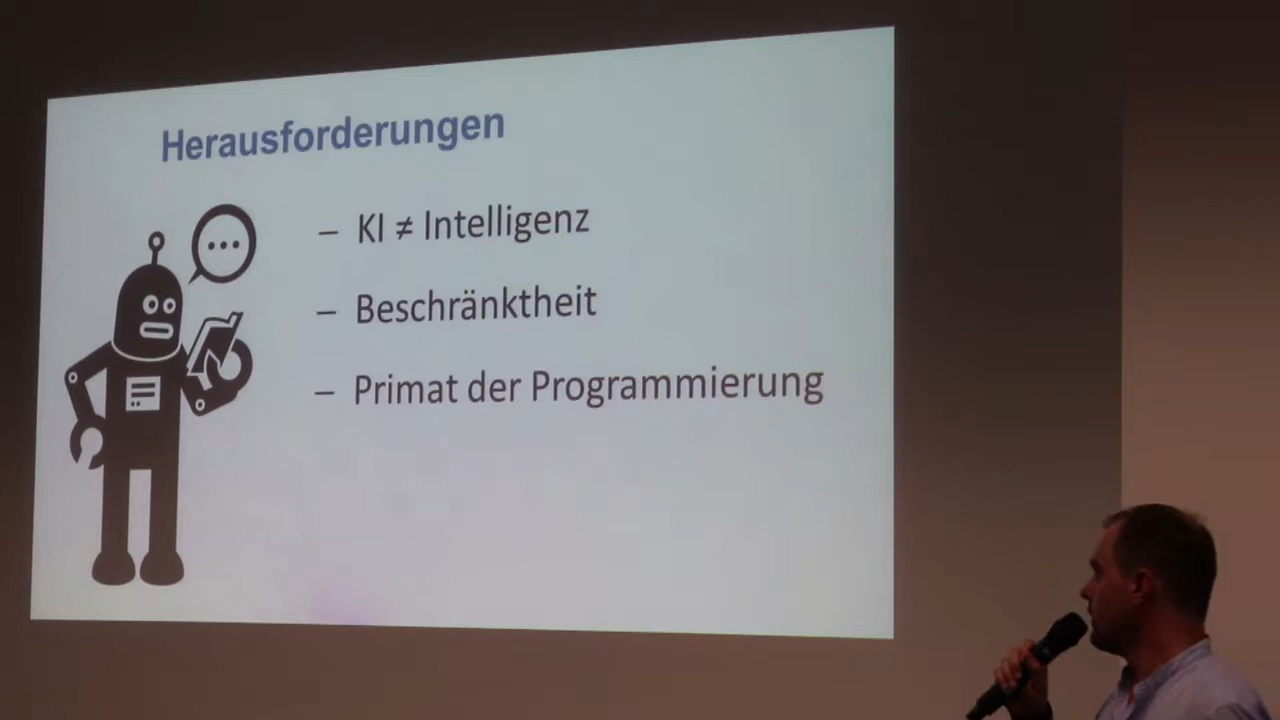 Herausforderungen
– KI ≠ Intelligenz
– Beschränktheit
– Primat der Programmierung